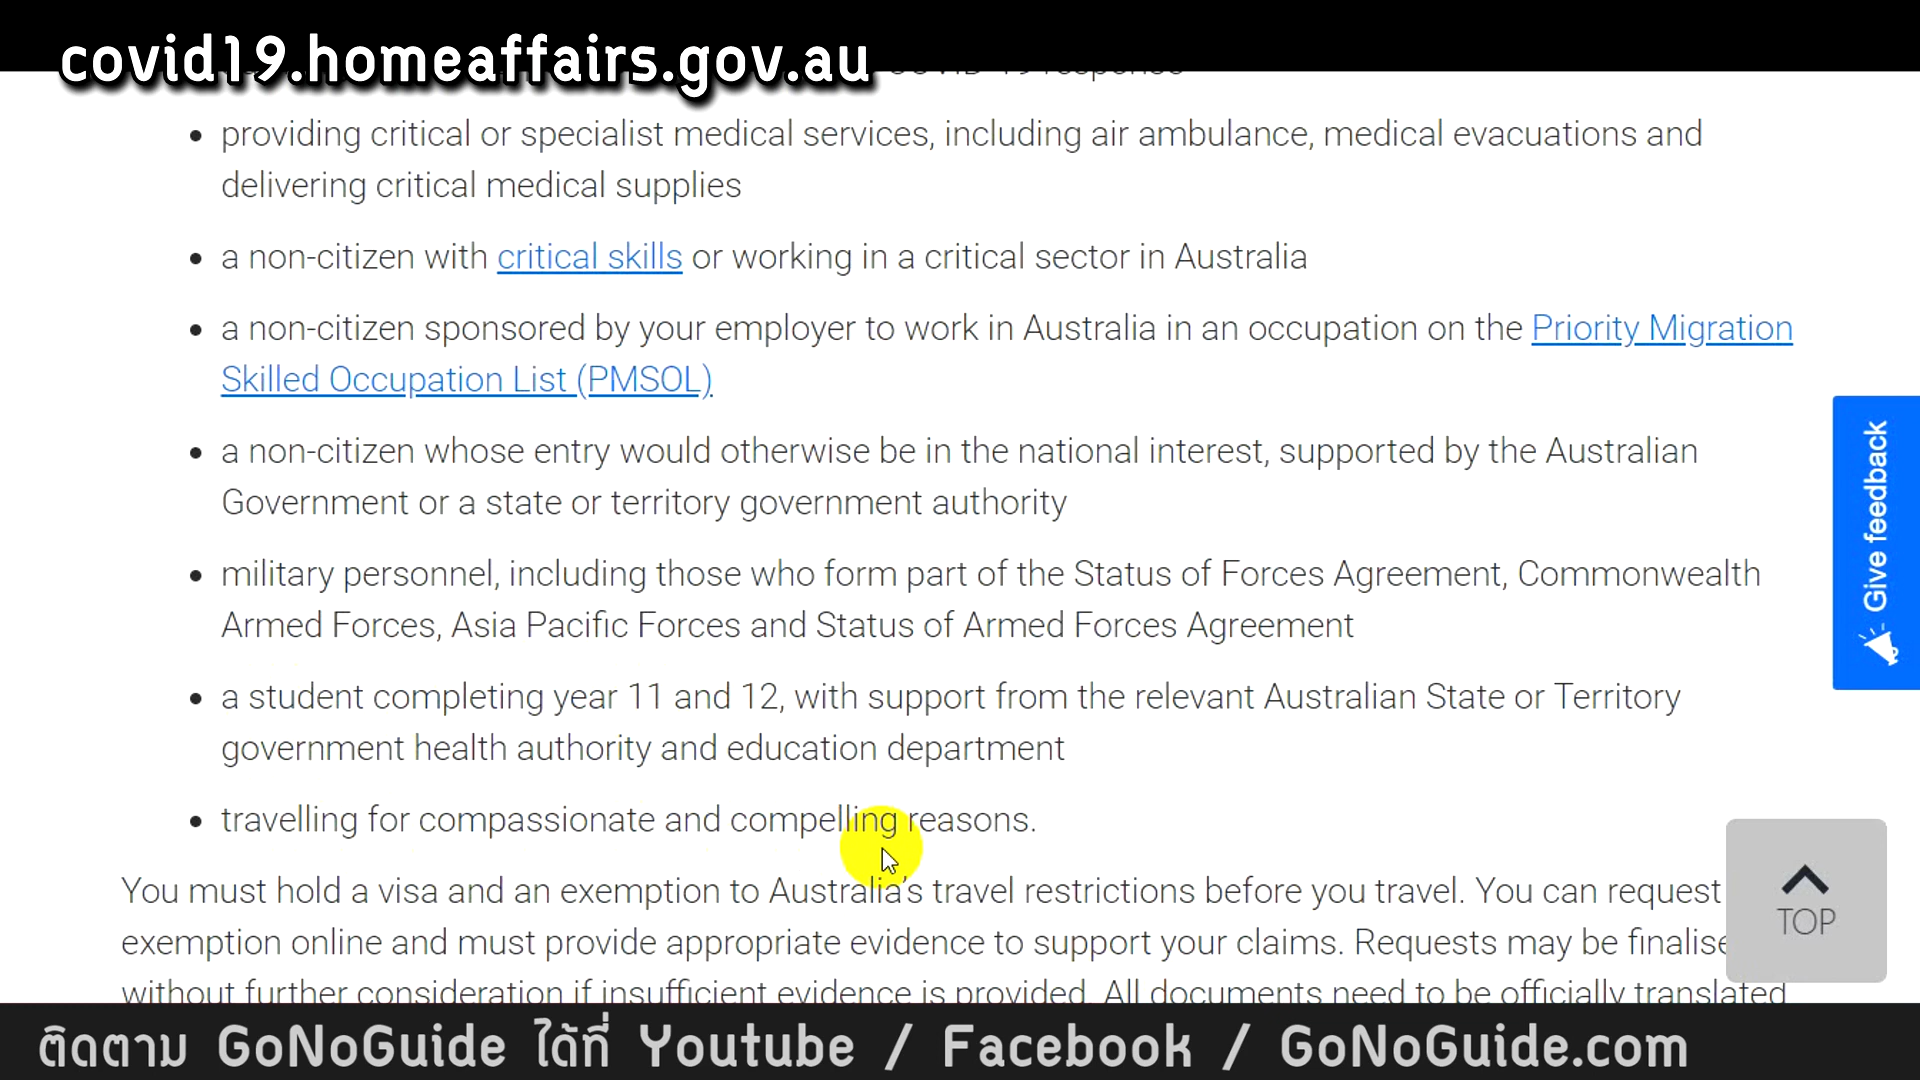 covid19.homeaffairs.gov.au
COVID-19 response
• providing critical or specialist medical services, including air ambulance, medical evacuations and
delivering critical medical supplies
• a non-citizen with critical skills or working in a critical sector in Australia
• a non-citizen sponsored by your employer to work in Australia in an occupation on the Priority Migration
Skilled Occupation List (PMSOL)
• a non-citizen whose entry would otherwise be in the national interest, supported by the Australian
Government or a state or territory government authority
• military personnel, including those who form part of the Status of Forces Agreement, Commonwealth
Armed Forces, Asia Pacific Forces and Status of Armed Forces Agreement
• a student completing year 11 and 12, with support from the relevant Australian State or Territory
government health authority and education department
• travelling for compassionate and compelling reasons.
You must hold a visa and an exemption to Australia's travel restrictions before you travel. You can request
exemption online and must provide appropriate evidence to support your claims. Requests may be finalise
without further consideration if insufficient evidence is provided. All documents need to be officially translated
Give feedback
TOP
ติดตาม GoNoGuide ได้ที่ Youtube / Facebook / GoNoGuide.com